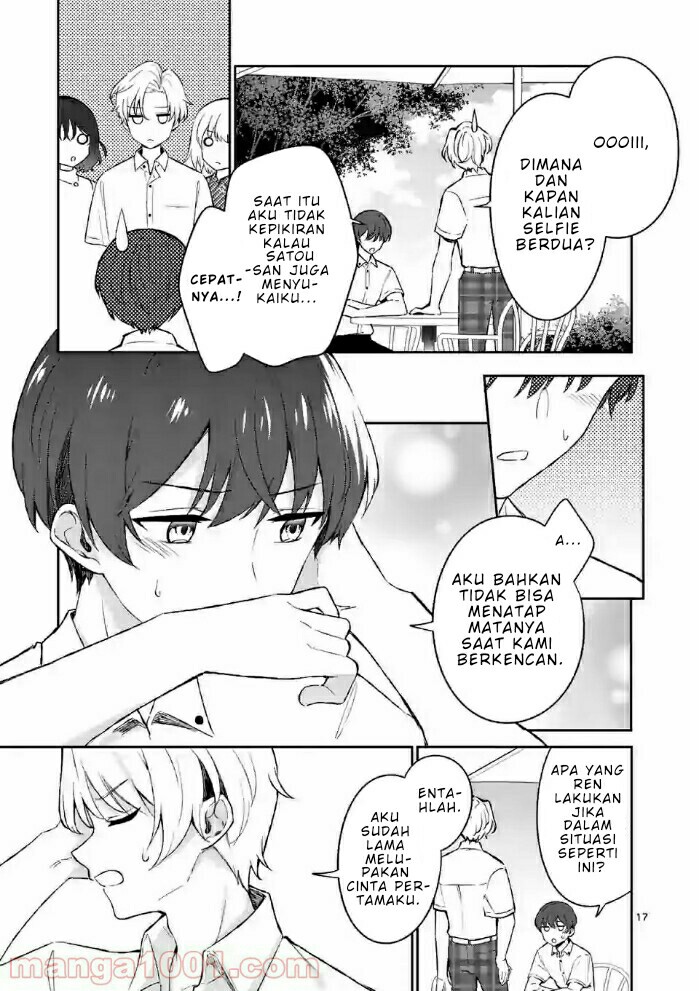 OOOIII,
DIMANA
DAN
KAPAN
KALIAN
SELFIE
BERDUA?
SAAT ITU
AKU TIDAK
KEPIKIRAN
KALAU
SATOU
-SAN JUGA
MENYU-
KAIKU...
CEPAT-
NYA...!
A...
AKU BAHKAN
TIDAK BISA
MENATAP
MATANYA
SAAT KAMI
BERKENCAN.
APA YANG
REN
LAKUKAN
JIKA
DALAM
SITUASI
SEPERTI
INI?
ENTA-
HLAH.
AKU
SUDAH
LAMA
MELU-
PAKAN
CINTA PER-
TAMAKU.
17
manga1001.com